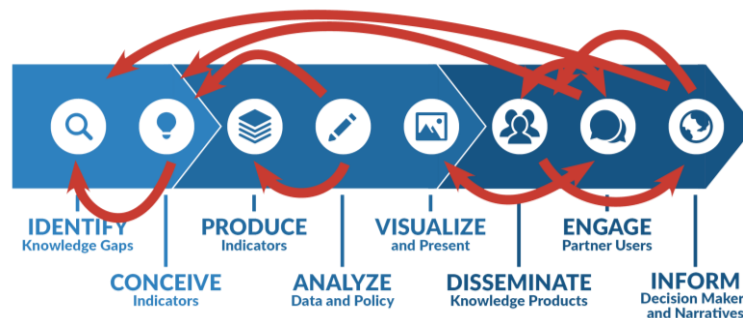 IDENTIFY
Knowledge Gaps
CONCEIVE
Indicators
PRODUCE
Indicators
ANALYZE
Data and Policy
VISUALIZE
and Present
DISSEMINATE
Knowledge Products
ENGAGE
Partner Users
INFORM
Decision Maker
and Narratives